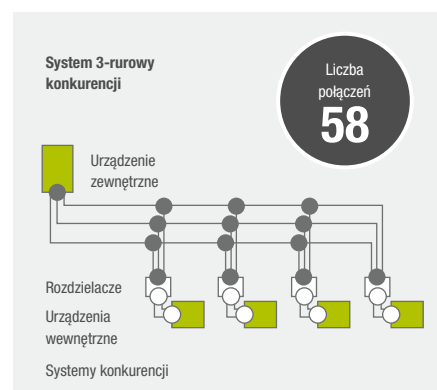 System 3-rurowy
konkurencji
Liczba
połączeń
58
Urządzenie
zewnętrzne
Rozdzielacze
Urządzenia
wewnętrzne
Systemy konkurencji